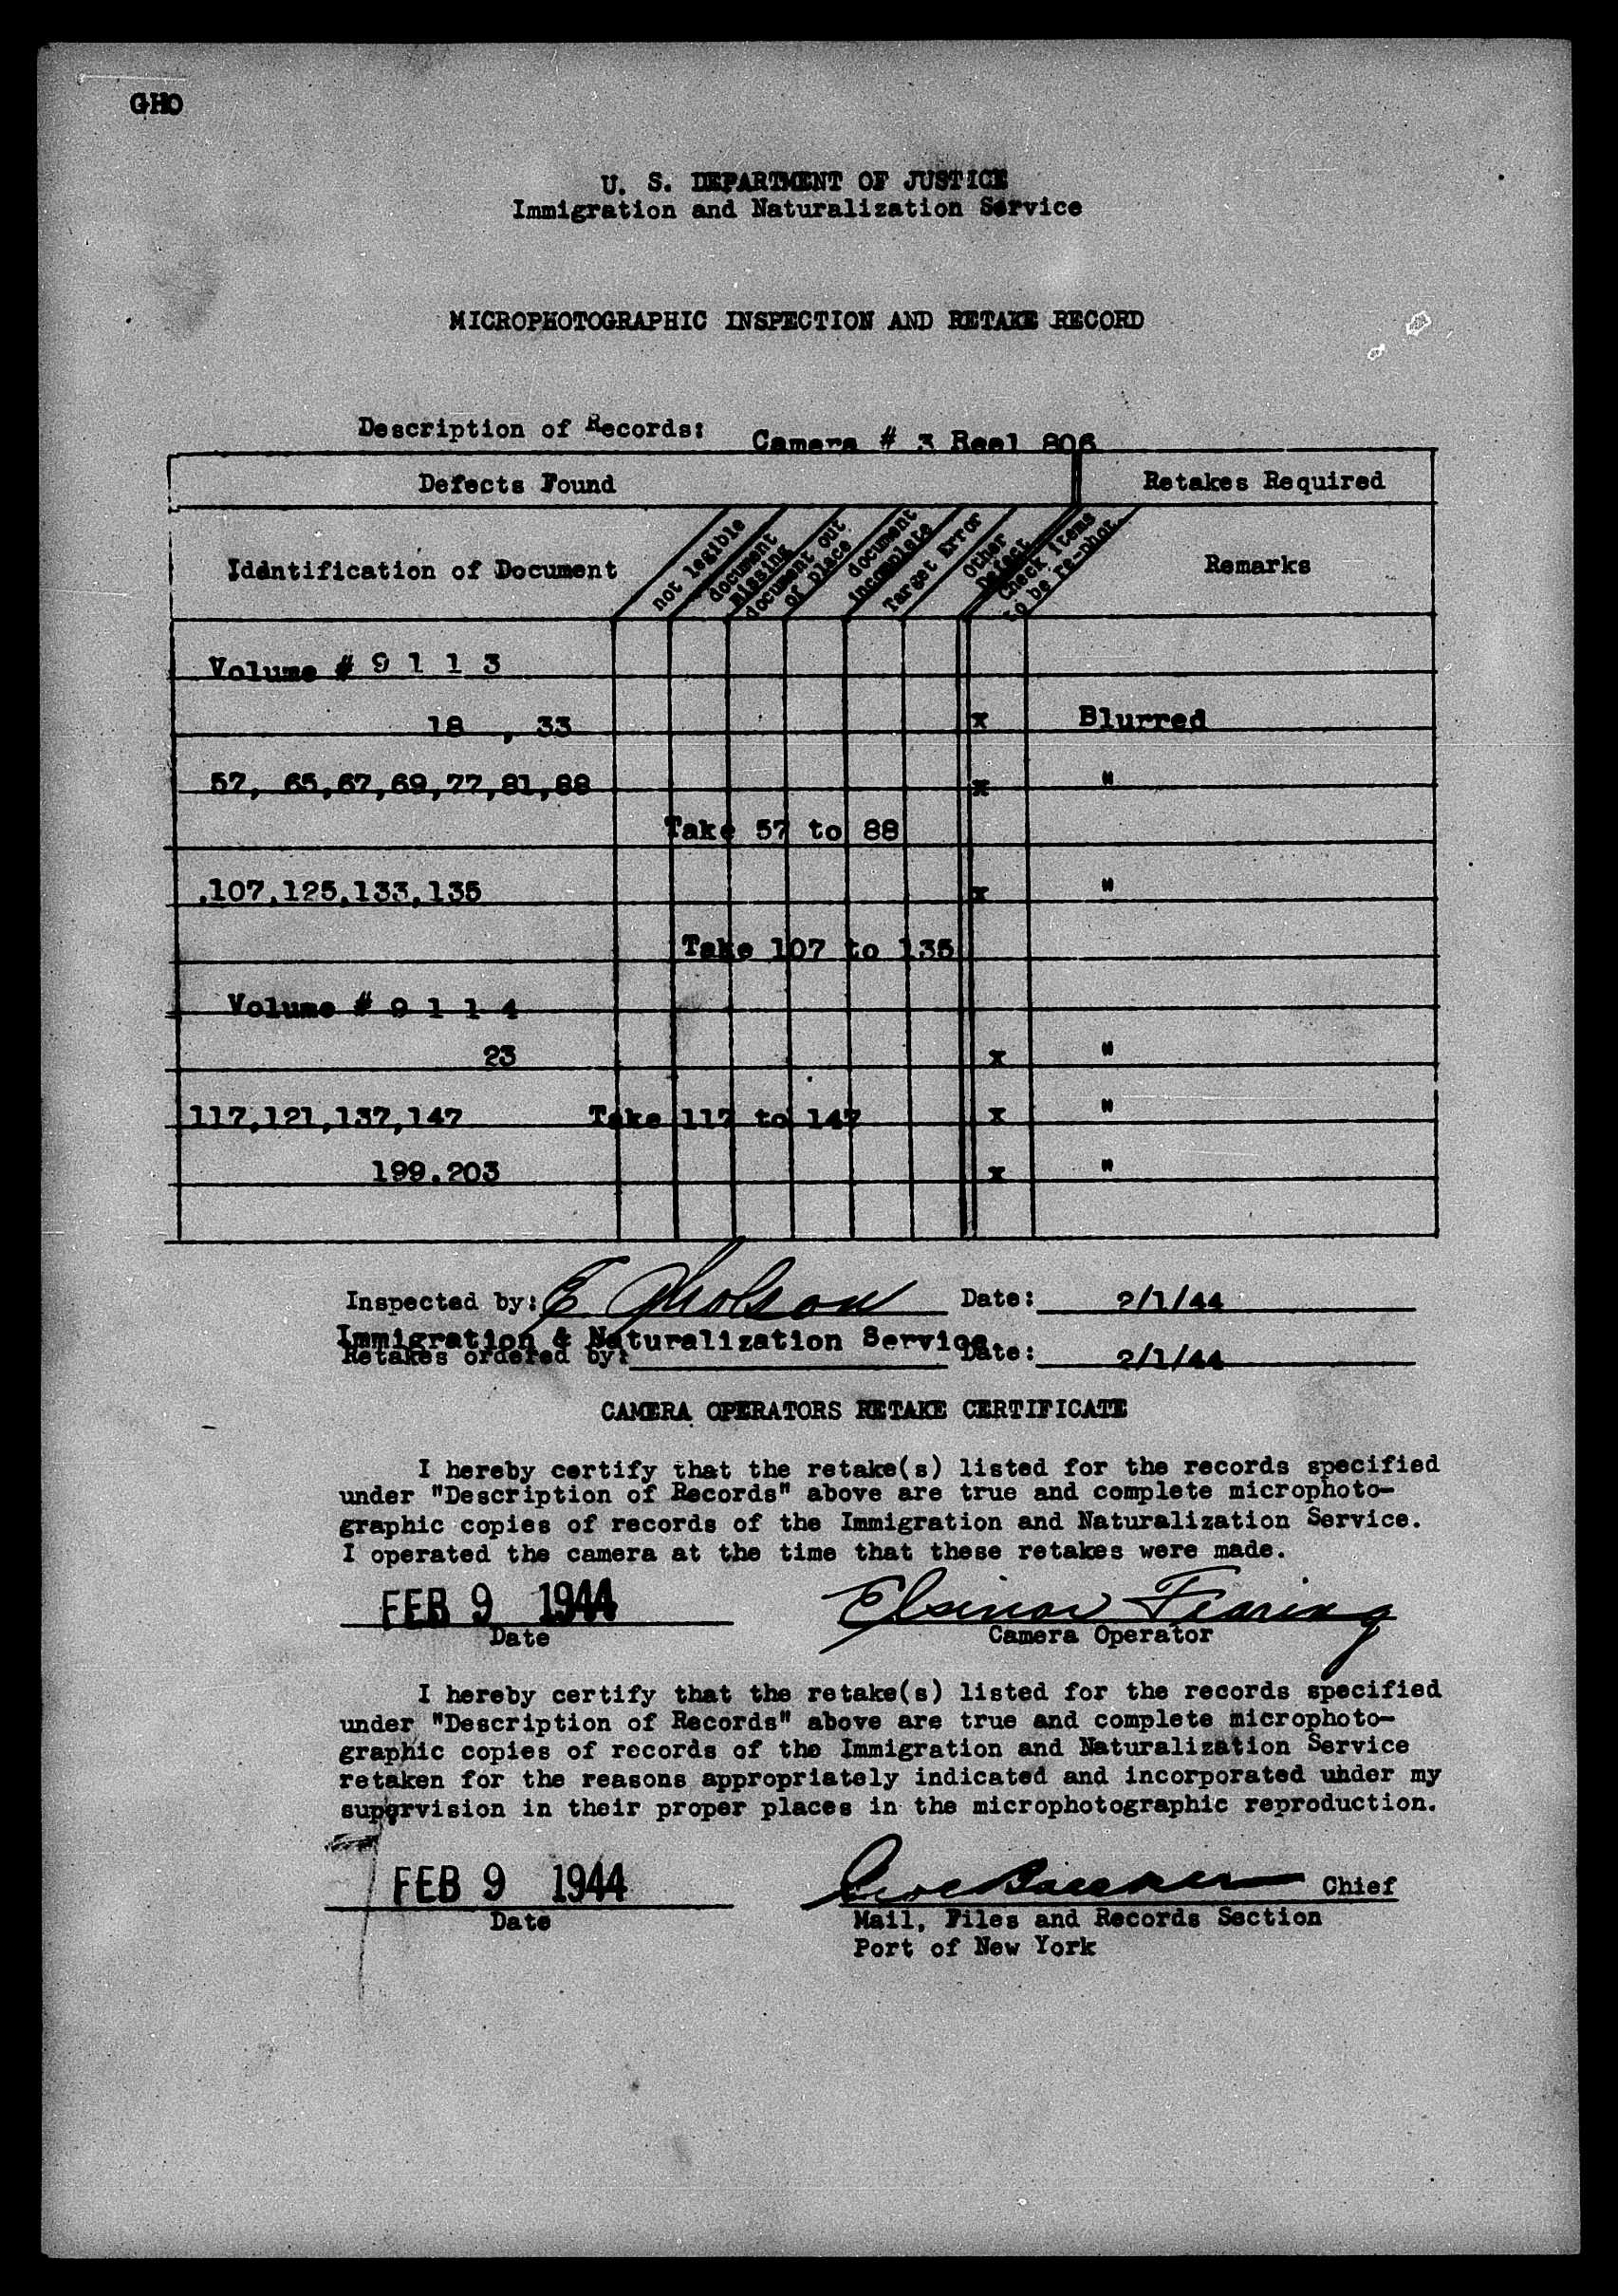 GHO
U. S. DEPARTMENT OF JUSTICE
Immigration and Naturalization Service
MICROPHOTOGRAPHIC INSPECTION AND RETAKE RECORD
Description of Records: Camera # 3 Reel 806
Defects Found Retakes Required
Identification of Document not legible document missing document out of place document incomplete Target Error Other Defect Check items to be re-phot. Remarks
Volume # 9 1 1 3
18 , 33 x Blurred
57, 65,67,69,77,81,88 x "
Take 57 to 88
,107,125,133,135 x "
Take 107 to 135
Volume # 9 1 1 4
23 x "
117,121,137,147 Take 117 to 147 x "
199.203 x "
Inspected by: E Date: 2/1/44
Immigration & Naturalization Service
Retakes ordered by: Date: 2/1/44
CAMERA OPERATORS RETAKE CERTIFICATE
I hereby certify that the retake(s) listed for the records specified
under "Description of Records" above are true and complete microphoto-
graphic copies of records of the Immigration and Naturalization Service.
I operated the camera at the time that these retakes were made.
FEB 9 1944 Elsinor Fearing
Date Camera Operator
I hereby certify that the retake(s) listed for the records specified
under "Description of Records" above are true and complete microphoto-
graphic copies of records of the Immigration and Naturalization Service
retaken for the reasons appropriately indicated and incorporated under my
supervision in their proper places in the microphotographic reproduction.
FEB 9 1944 Chief
Date Mail, Files and Records Section
Port of New York